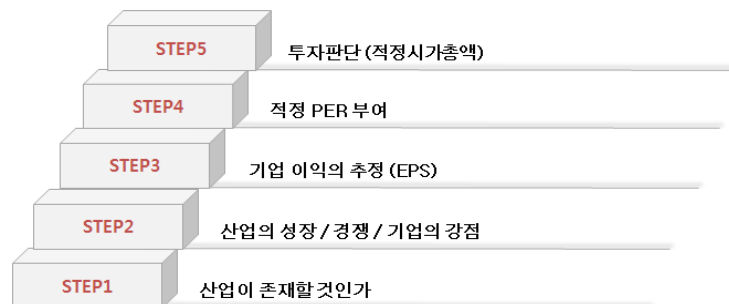 STEP5 투자판단 (적정시가총액)
STEP4 적정 PER 부여
STEP3 기업 이익의 추정 (EPS)
STEP2 산업의 성장 / 경쟁 / 기업의 강점
STEP1 산업이 존재할 것인가